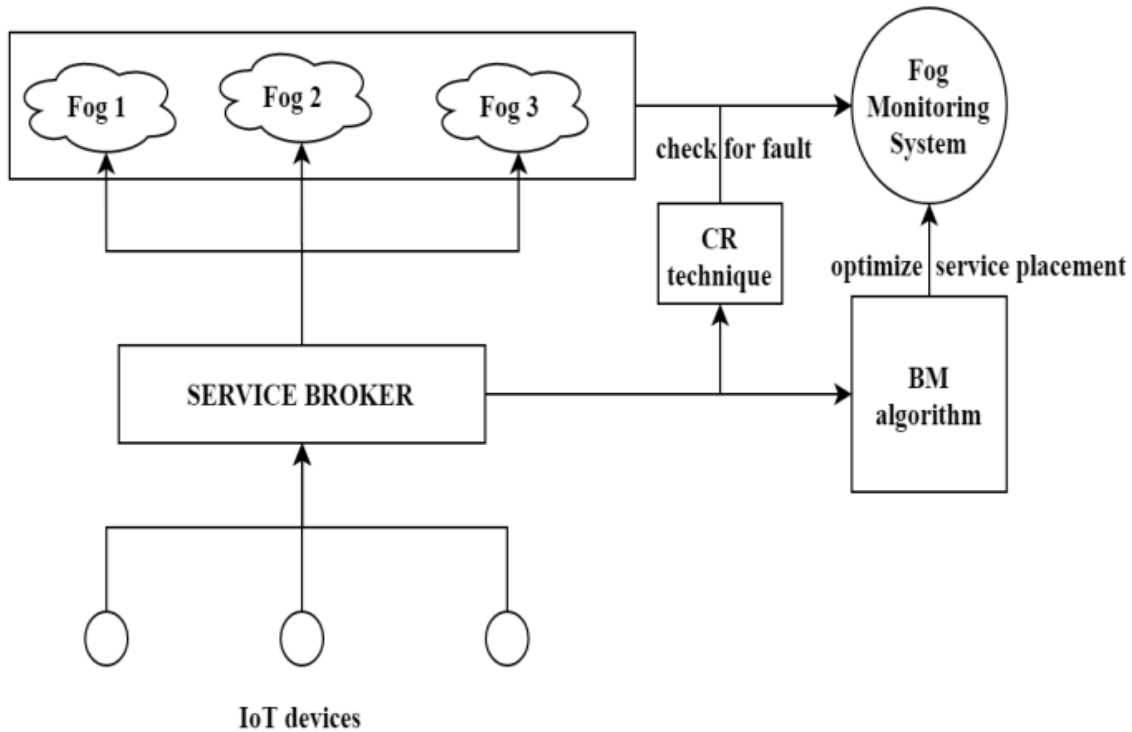 Fog 1
Fog 2
Fog 3
Fog
Monitoring
System
check for fault
CR
technique
optimize service placement
SERVICE BROKER
BM
algorithm
IoT devices